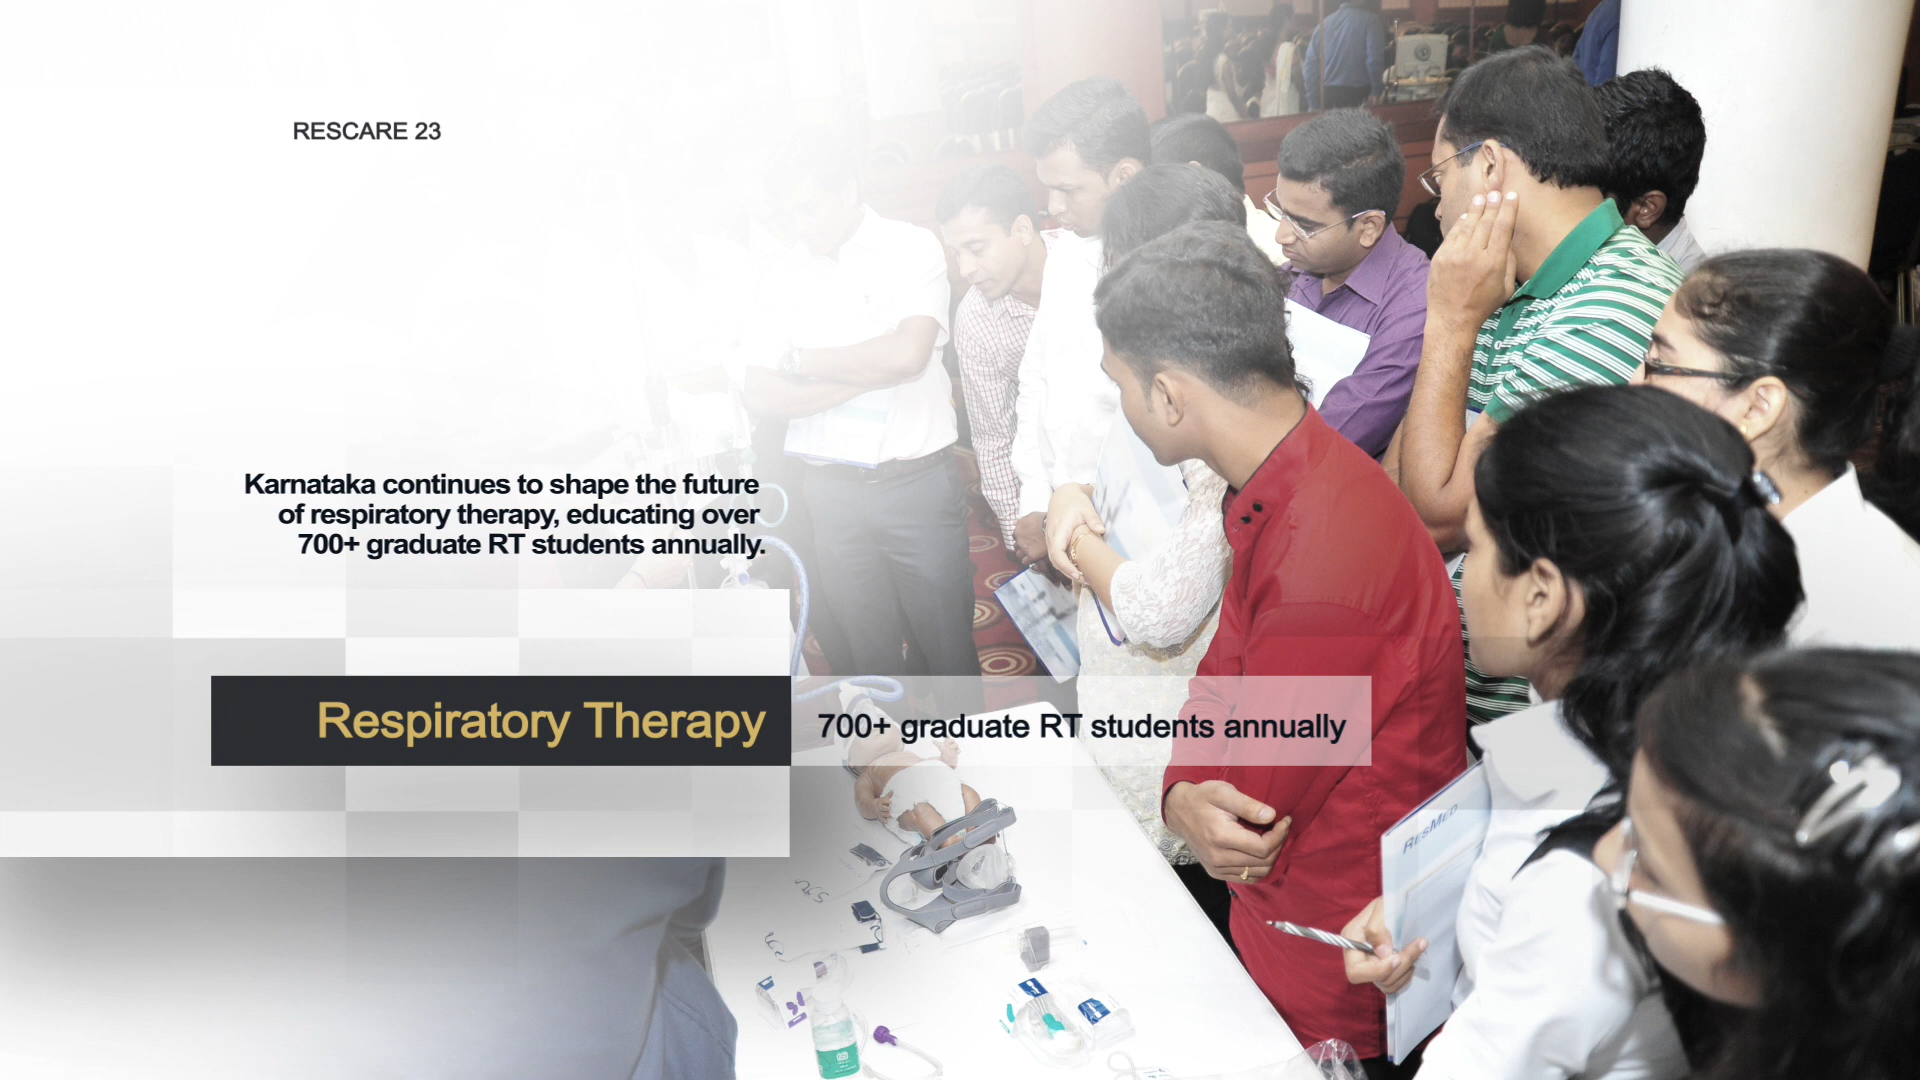 RESCARE 23
Karnataka continues to shape the future
of respiratory therapy, educating over
700+ graduate RT students annually.
Respiratory Therapy
700+ graduate RT students annually
RESMED